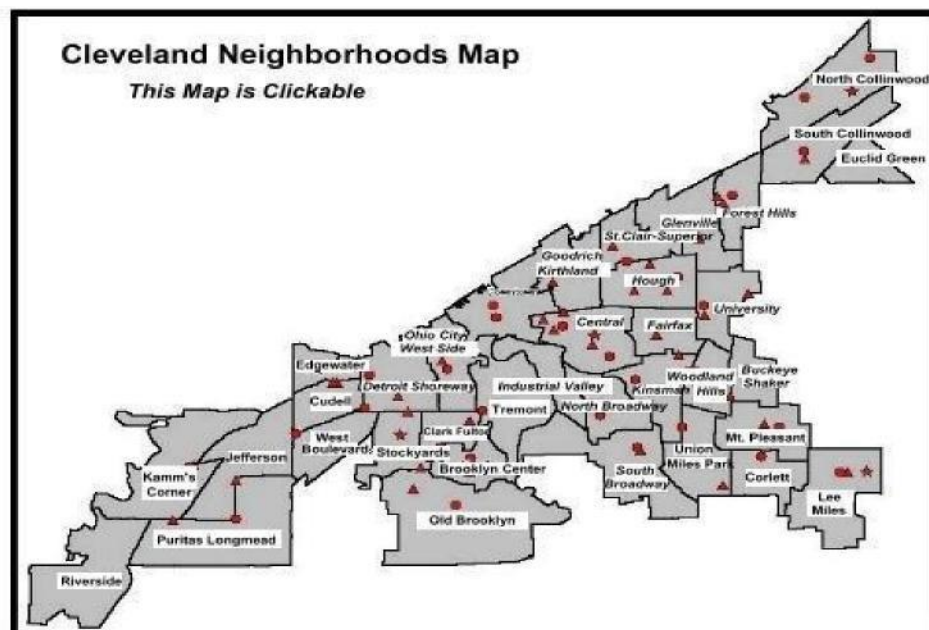 Cleveland Neighborhoods Map
This Map is Clickable
North Collinwood
South Collinwood
Euclid Green
Forest Hills
Glenville
St.Clair-Superior
Goodrich
Kirthland
Hough
University
Central
Fairfax
Ohio City
West Side
Edgewater
Detroit Shoreway
Industrial Valley
Kinsman
Woodland
Hills
Buckeye
Shaker
Cudell
Tremont
North Broadway
Clark Fulto
West
Boulevards
Stockyards
Mt. Pleasant
Union
Miles Park
Jefferson
Kamm's
Corner
Brooklyn Center
South
Broadway
Corlett
Lee
Miles
Old Brooklyn
Puritas Longmead
Riverside